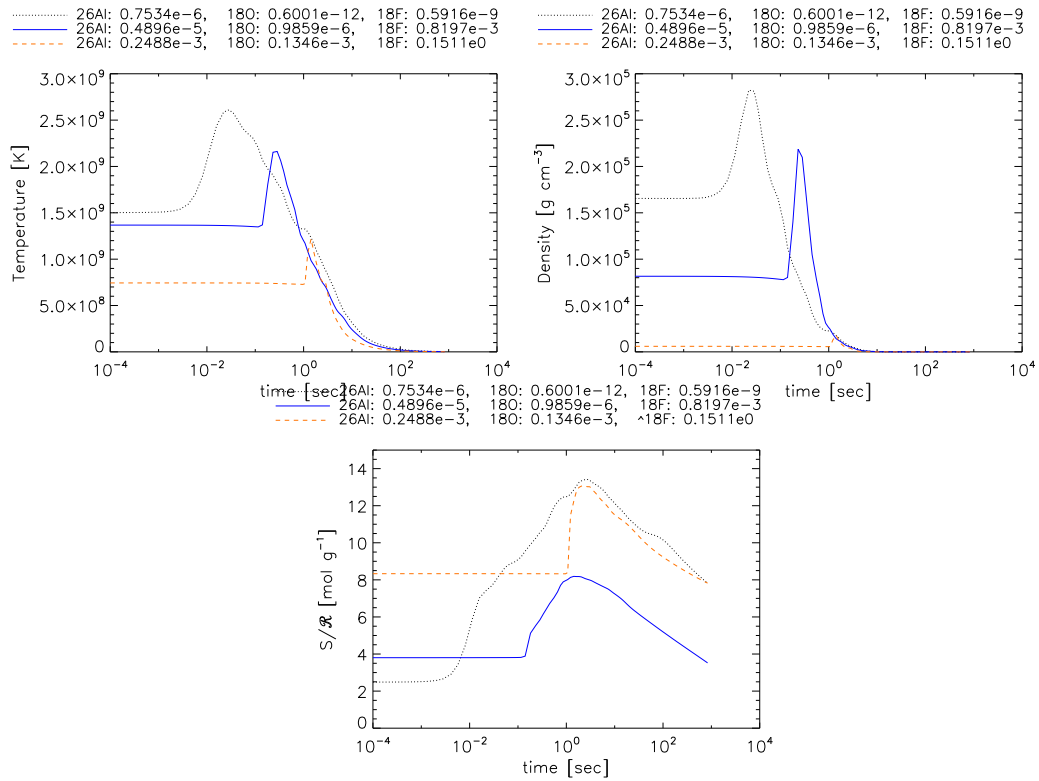 26Al: 0.7534e-6, 18O: 0.6001e-12, 18F: 0.5916e-9
26Al: 0.4896e-5, 18O: 0.9859e-6, 18F: 0.8197e-3
26Al: 0.2488e-3, 18O: 0.1346e-3, 18F: 0.1511e0
3.0×10⁹
2.5×10⁹
2.0×10⁹
1.5×10⁹
1.0×10⁹
5.0×10⁸
0
Temperature [K]
10⁻⁴ 10⁻² 10⁰ 10² 10⁴
time [sec]
26Al: 0.7534e-6, 18O: 0.6001e-12, 18F: 0.5916e-9
26Al: 0.4896e-5, 18O: 0.9859e-6, 18F: 0.8197e-3
26Al: 0.2488e-3, 18O: 0.1346e-3, 18F: 0.1511e0
3.0×10⁵
2.5×10⁵
2.0×10⁵
1.5×10⁵
1.0×10⁵
5.0×10⁴
0
Density [g cm⁻³]
10⁻⁴ 10⁻² 10⁰ 10² 10⁴
time [sec]
26Al: 0.7534e-6, 18O: 0.6001e-12, 18F: 0.5916e-9
26Al: 0.4896e-5, 18O: 0.9859e-6, 18F: 0.8197e-3
26Al: 0.2488e-3, 18O: 0.1346e-3, ^18F: 0.1511e0
14
12
10
8
6
4
2
0
S/ℛ [mol g⁻¹]
10⁻⁴ 10⁻² 10⁰ 10² 10⁴
time [sec]